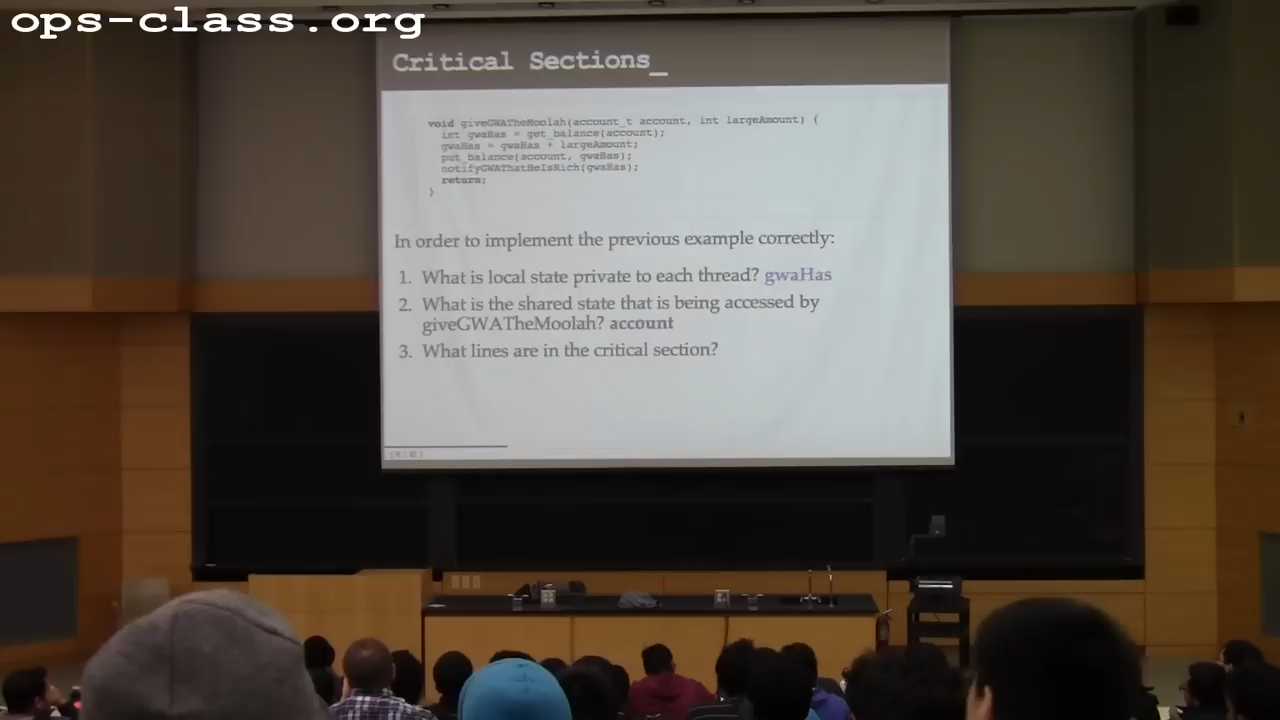 ops-class.org
Critical Sections_
void giveGWATheMoolah(account_t account, int largeAmount) {
int gwaHas = get_balance(account);
gwaHas = gwaHas + largeAmount;
put_balance(account, gwaHas);
notifyGWAThatHeIsRich(gwaHas);
return;
}
In order to implement the previous example correctly:
1. What is local state private to each thread? gwaHas
2. What is the shared state that is being accessed by
giveGWATheMoolah? account
3. What lines are in the critical section?